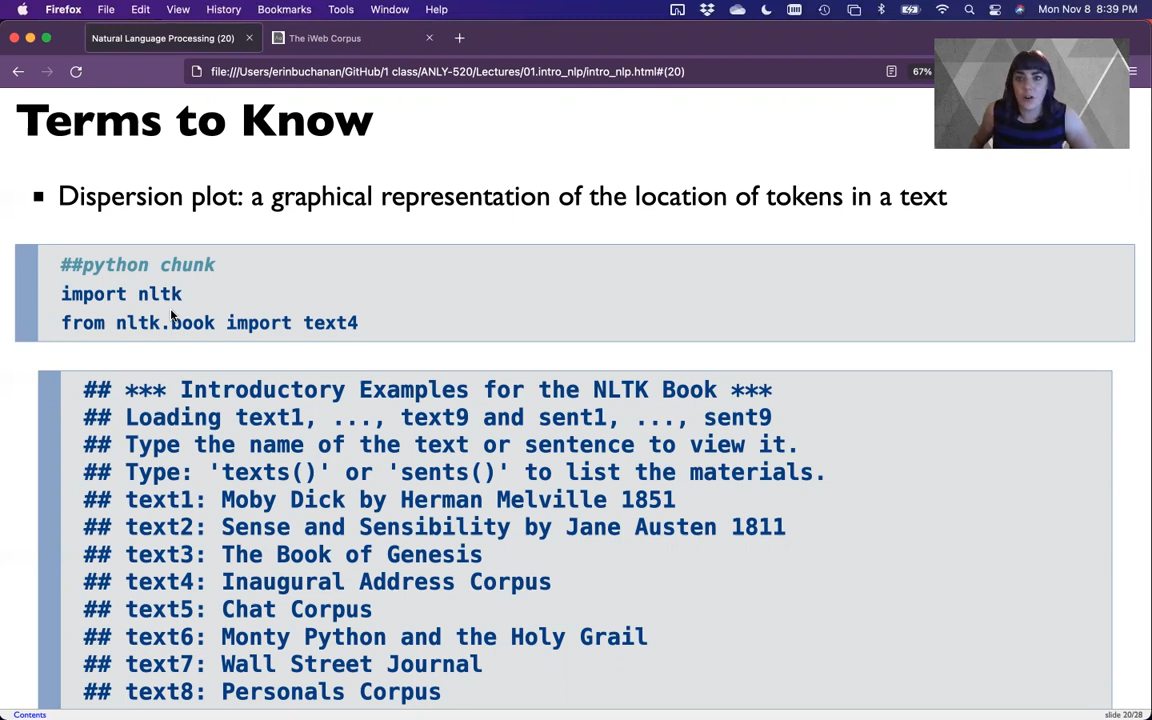 Firefox File Edit View History Bookmarks Tools Window Help Mon Nov 8 8:39 PM
Natural Language Processing (20) The iWeb Corpus
file:///Users/erinbuchanan/GitHub/1 class/ANLY-520/Lectures/01.intro_nlp/intro_nlp.html#(20) 67%
Terms to Know
▪ Dispersion plot: a graphical representation of the location of tokens in a text
##python chunk
import nltk
from nltk.book import text4
## *** Introductory Examples for the NLTK Book ***
## Loading text1, ..., text9 and sent1, ..., sent9
## Type the name of the text or sentence to view it.
## Type: 'texts()' or 'sents()' to list the materials.
## text1: Moby Dick by Herman Melville 1851
## text2: Sense and Sensibility by Jane Austen 1811
## text3: The Book of Genesis
## text4: Inaugural Address Corpus
## text5: Chat Corpus
## text6: Monty Python and the Holy Grail
## text7: Wall Street Journal
## text8: Personals Corpus
Contents slide 20/28